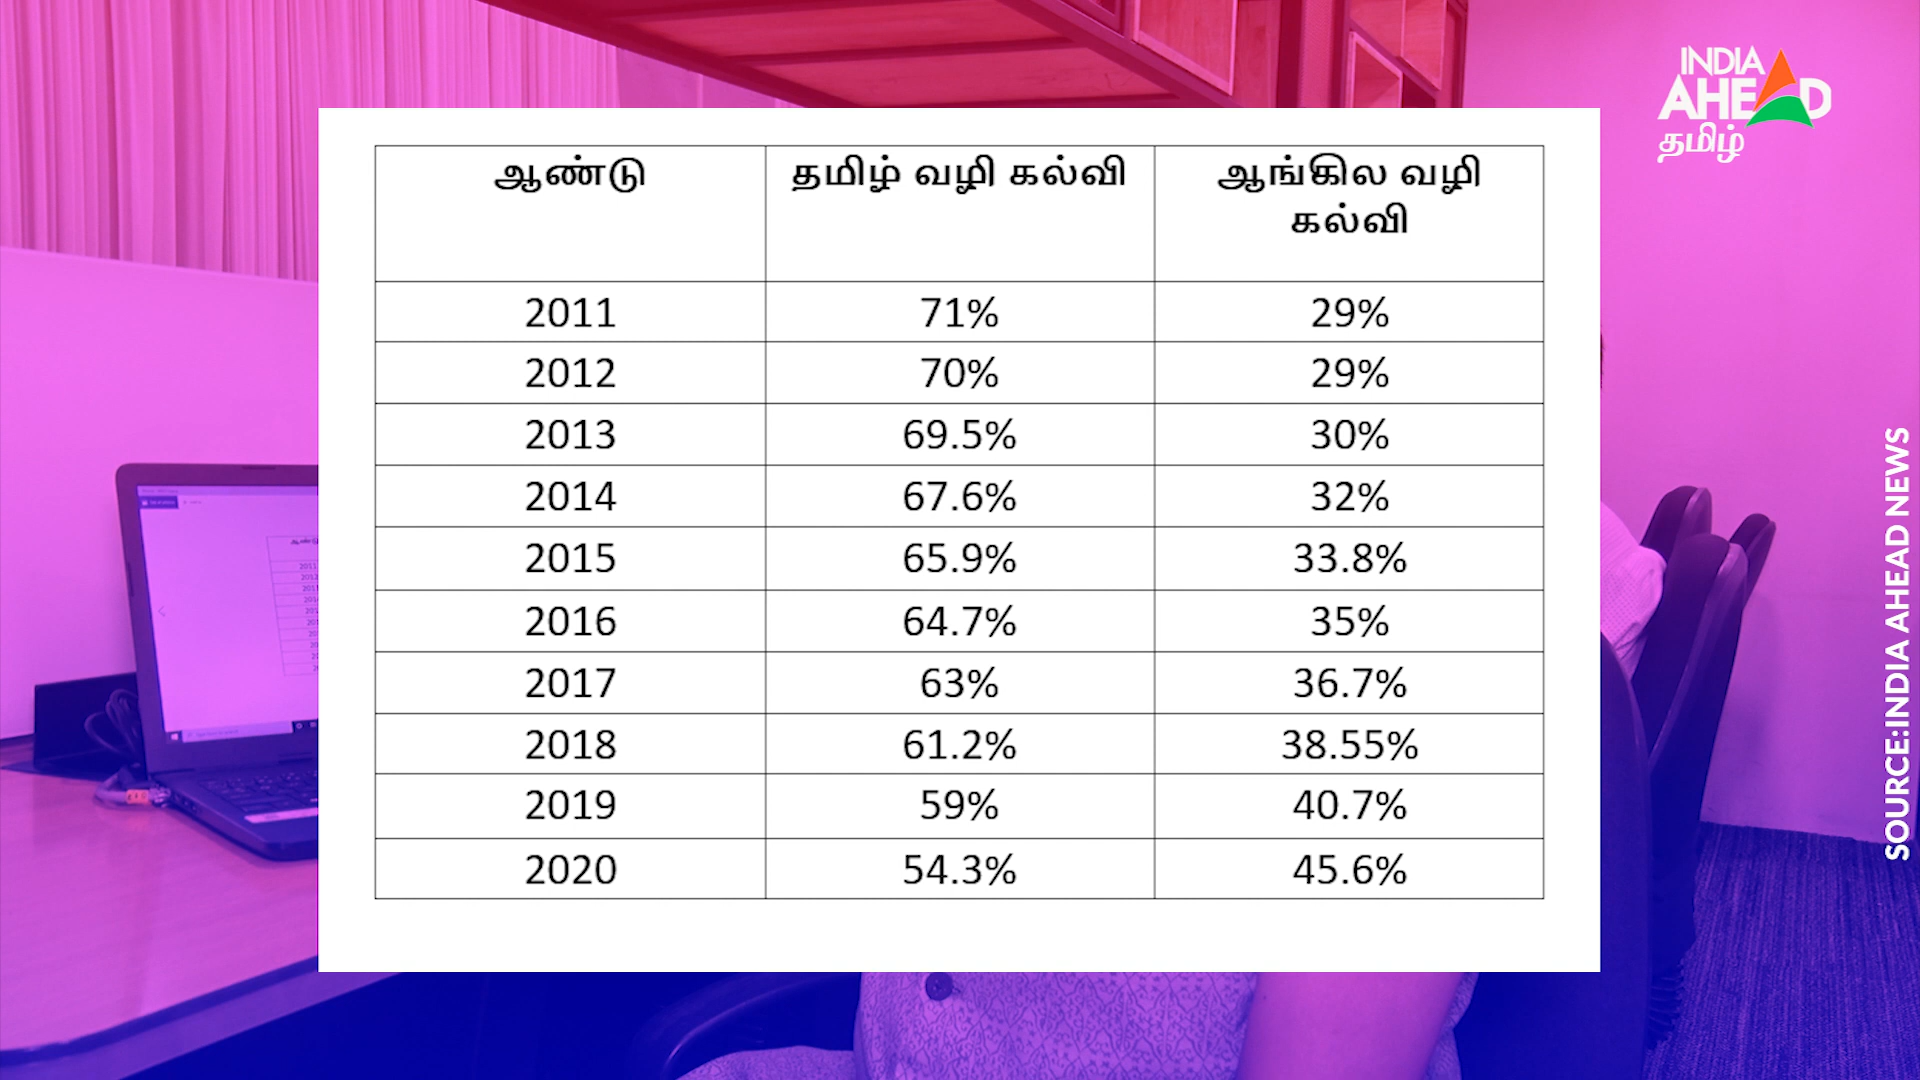 INDIA
AHEAD
தமிழ்
ஆண்டு தமிழ் வழி கல்வி ஆங்கில வழி
கல்வி
2011 71% 29%
2012 70% 29%
2013 69.5% 30%
2014 67.6% 32%
2015 65.9% 33.8%
2016 64.7% 35%
2017 63% 36.7%
2018 61.2% 38.55%
2019 59% 40.7%
2020 54.3% 45.6%
SOURCE:INDIA AHEAD NEWS